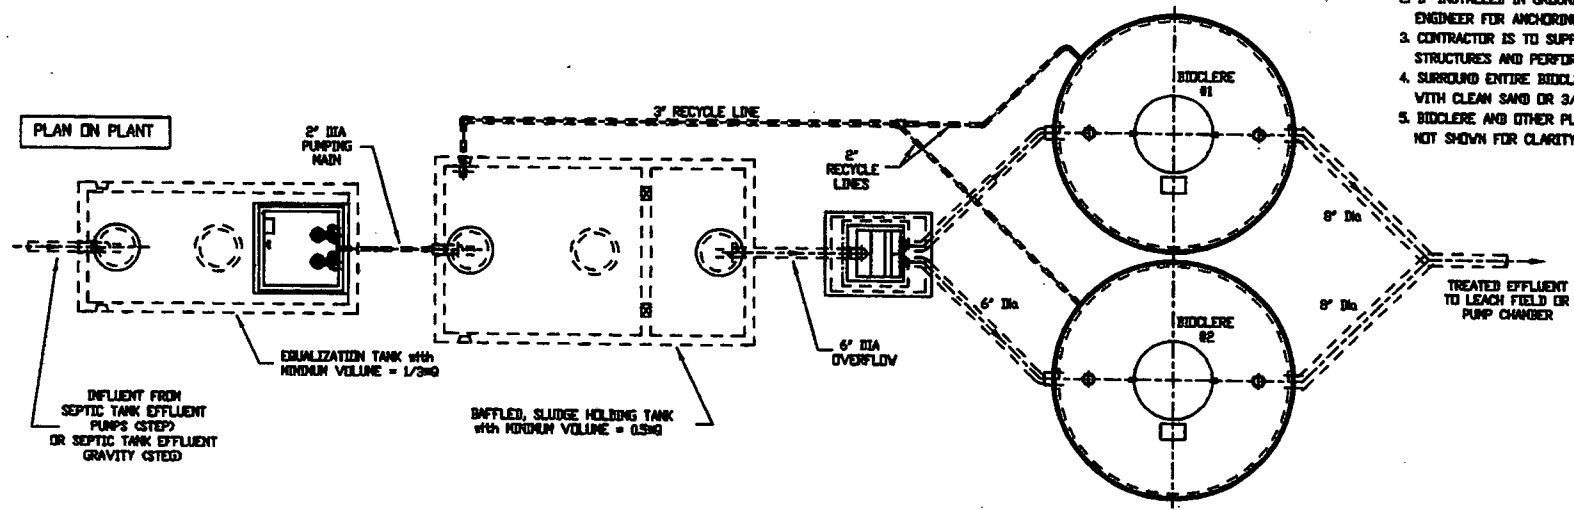 ENGINEER FOR ANCHORIN
3. CONTRACTOR IS TO SUPP
STRUCTURES AND PERFOR
4. SURROUND ENTIRE BIOCL
WITH CLEAN SAND OR 3/
5. BIOCLERE AND OTHER PL
NOT SHOWN FOR CLARITY
PLAN ON PLANT
2" DIA
PUMPING
MAIN
3" RECYCLE LINE
2"
RECYCLE
LINES
BIOCLERE
#1
8" Dia
6" Dia
8" Dia
BIOCLERE
#2
TREATED EFFLUENT
TO LEACH FIELD OR
PUMP CHAMBER
6" DIA
OVERFLOW
EQUALIZATION TANK with
MINIMUM VOLUME = 1/3*Q
BAFFLED, SLUDGE HOLDING TANK
with MINIMUM VOLUME = 0.5*Q
INFLUENT FROM
SEPTIC TANK EFFLUENT
PUMPS (STEP)
OR SEPTIC TANK EFFLUENT
GRAVITY (STEG)